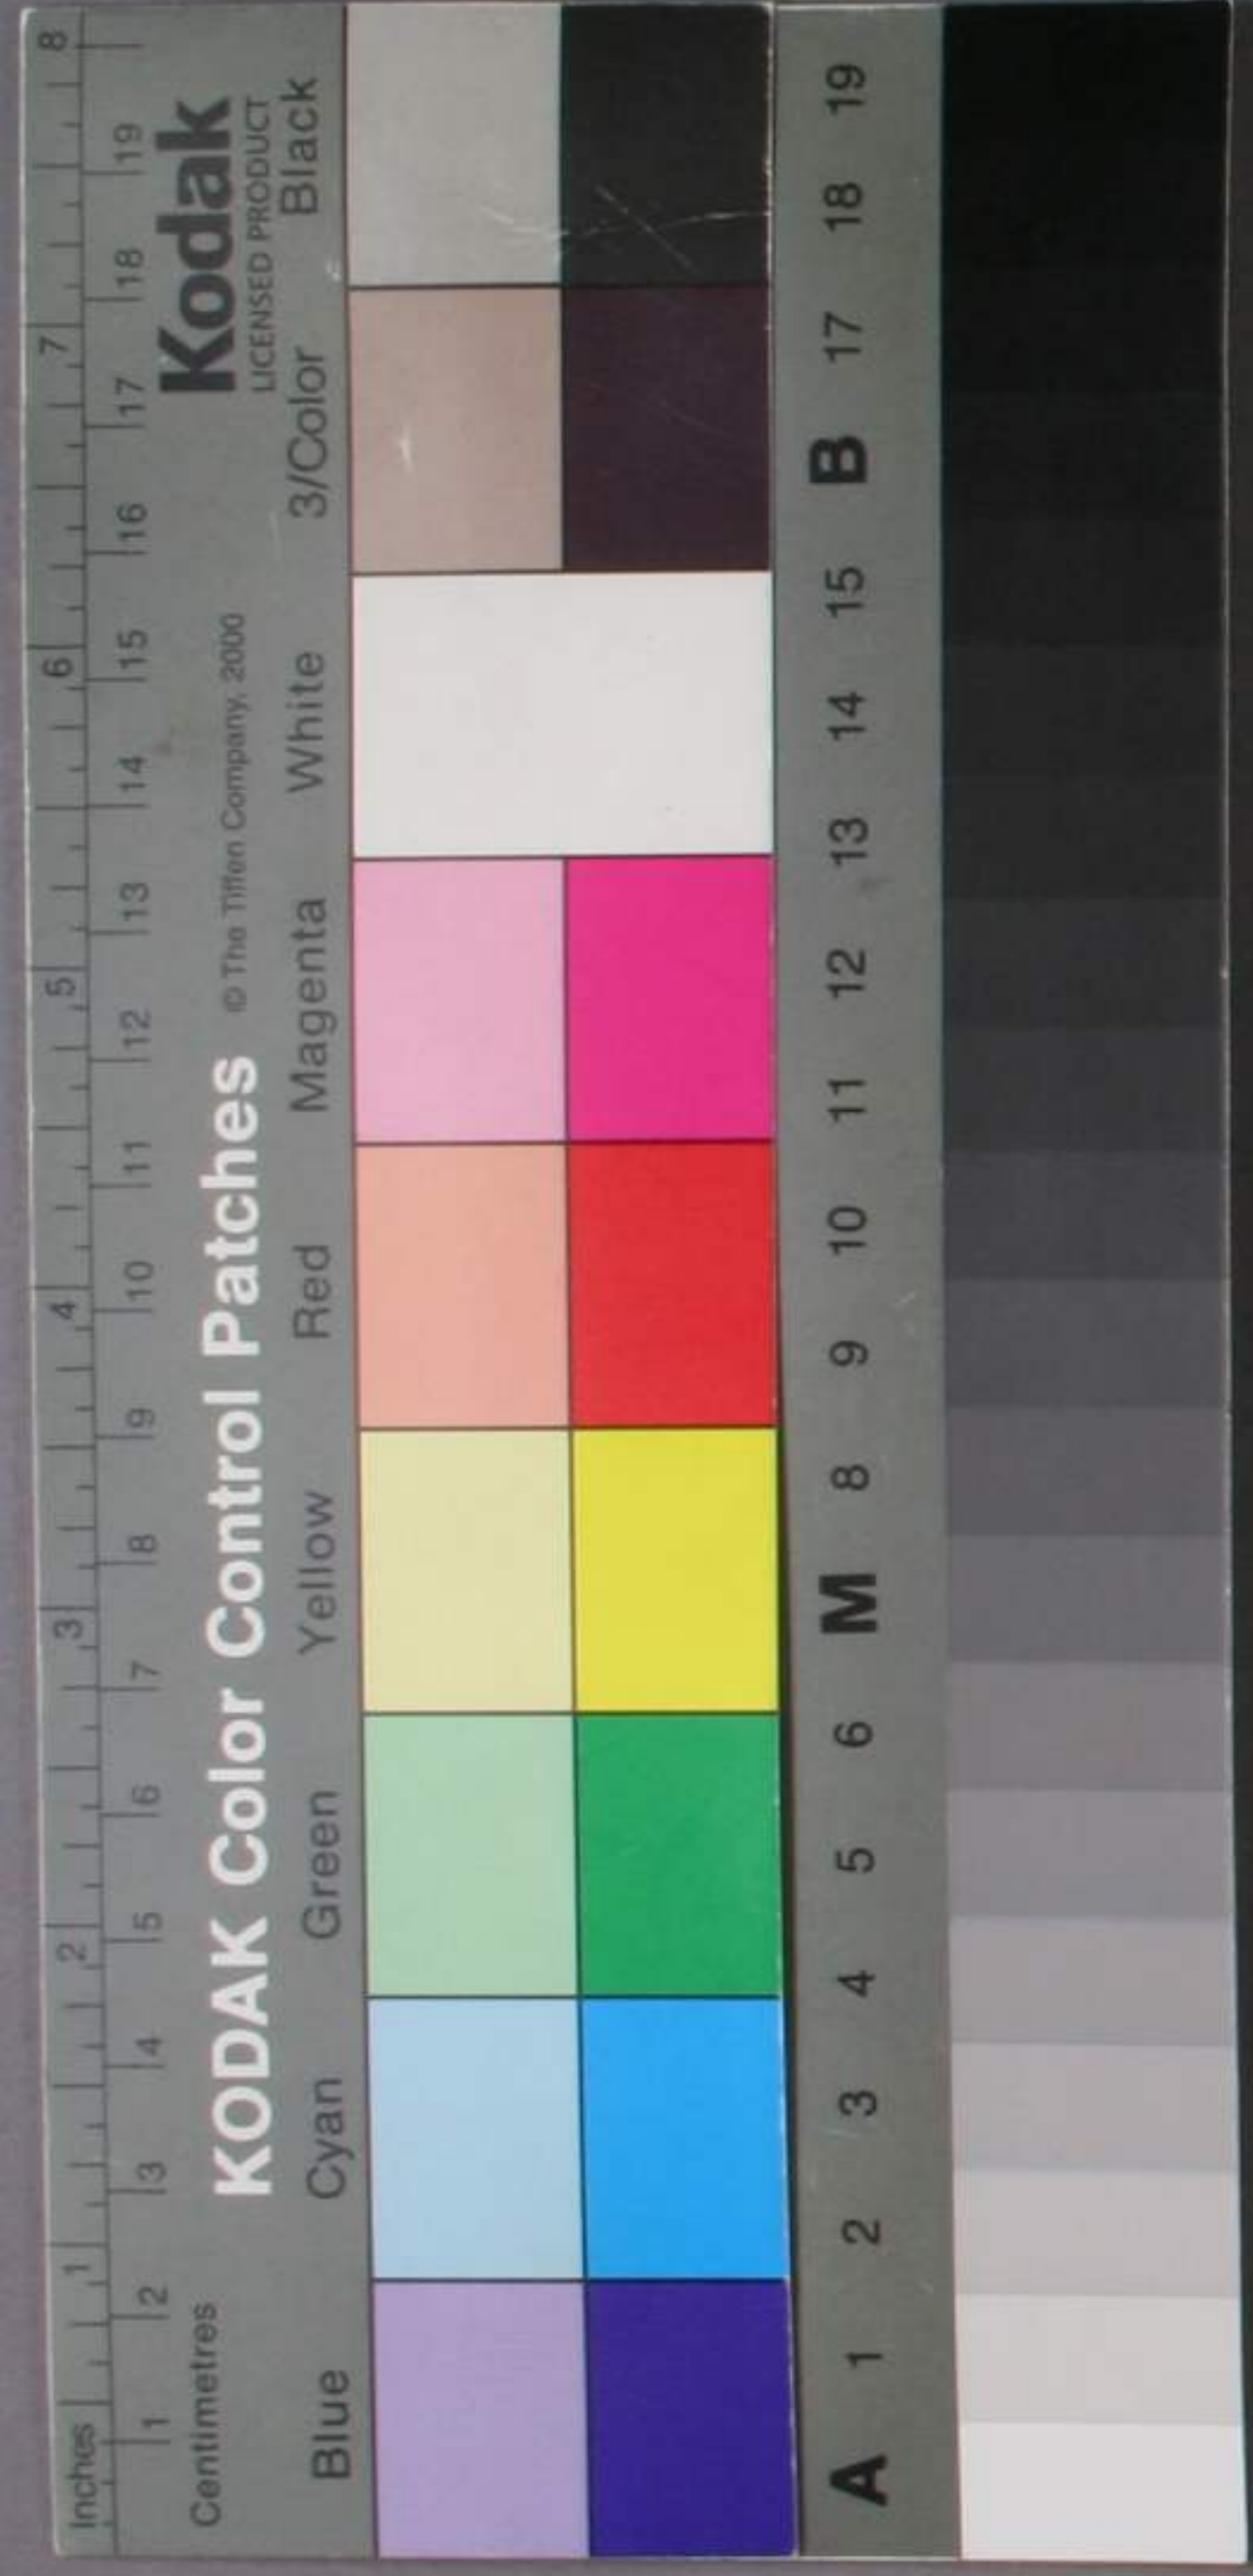 Inches 1 2 3 4 5 6 7 8
1 2 3 4 5 6 7 8 9 10 11 12 13 14 15 16 17 18 19
Centimetres
KODAK Color Control Patches © The Tiffen Company, 2000 Kodak
LICENSED PRODUCT
Blue Cyan Green Yellow Red Magenta White 3/Color Black
A 1 2 3 4 5 6 M 8 9 10 11 12 13 14 15 B 17 18 19